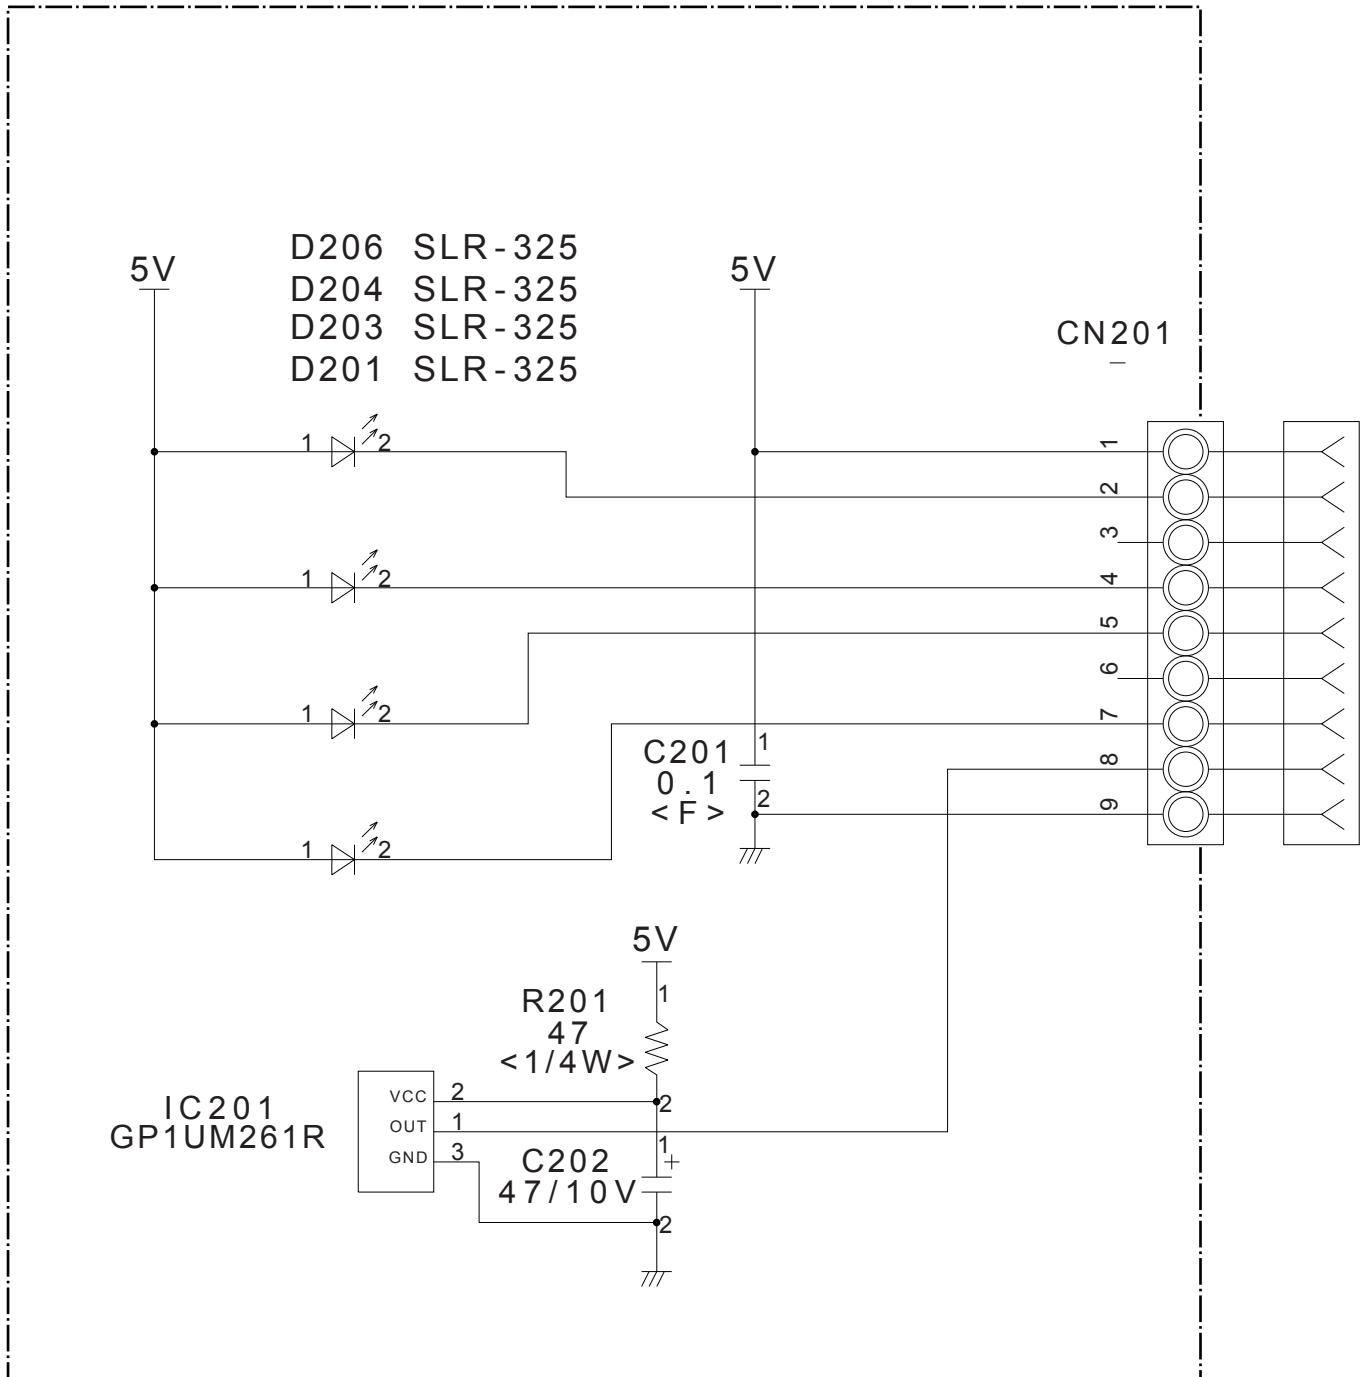 D206 SLR-325
5V
5V
D204 SLR-325
D203 SLR-325
CN201
D201 SLR-325
1 2
1
2
3
1 2
4
5
6
1 2
7
C201
1
0.1
8
2
<F>
9
1 2
5V
R201
1
47
<1/4W>
VCC 2
2
IC201
OUT 1
GP1UM261R
GND 3
1
+
C202
47/10V
2